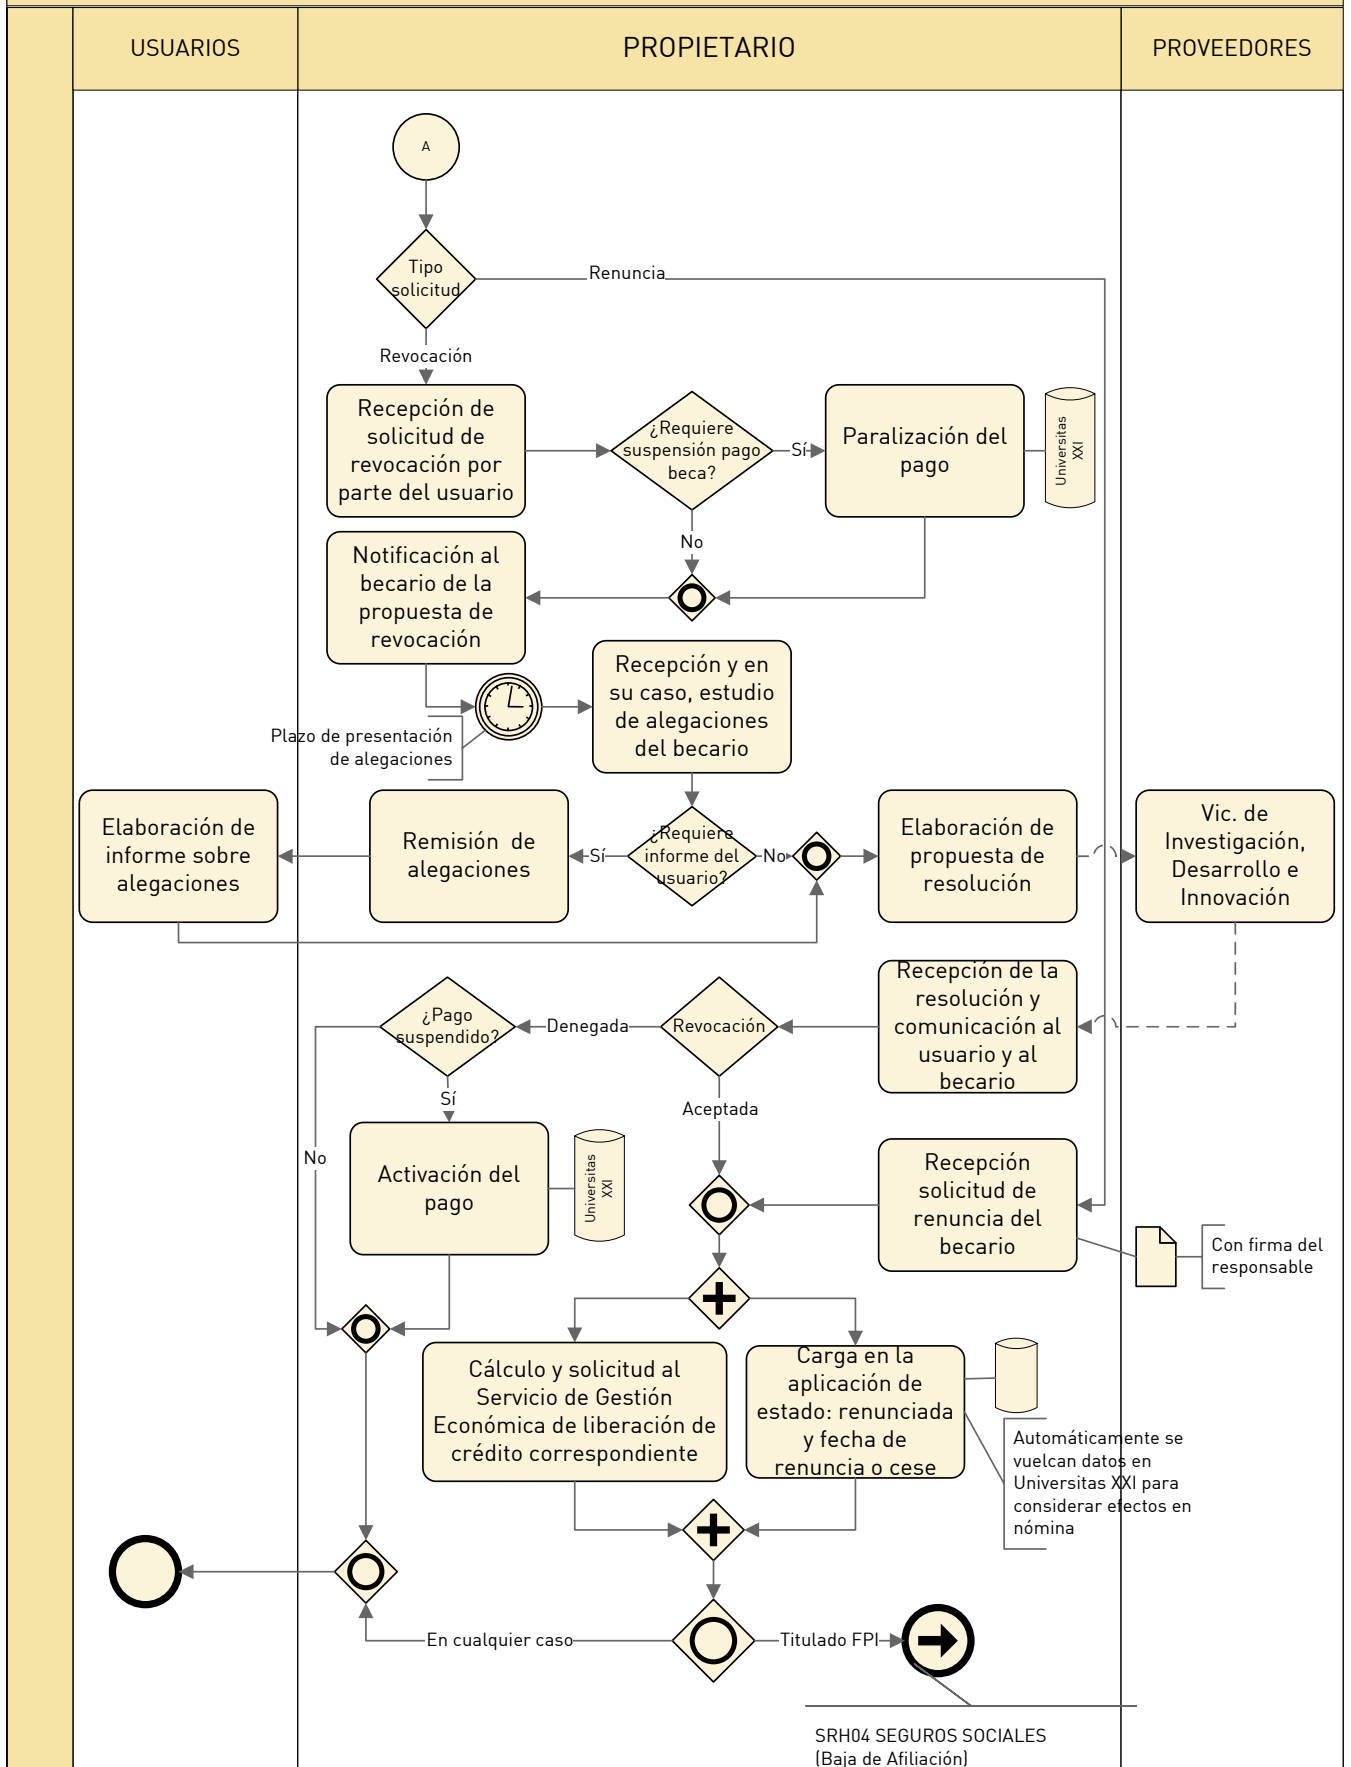 USUARIOS
PROPIETARIO
PROVEEDORES
A
Tipo
solicitud
Renuncia
Revocación
Recepción de
solicitud de
revocación por
parte del usuario
¿Requiere
suspensión pago
beca?
Sí
Paralización del
pago
Universitas
XXI
No
Notificación al
becario de la
propuesta de
revocación
Recepción y en
su caso, estudio
de alegaciones
del becario
Plazo de presentación
de alegaciones
Elaboración de
informe sobre
alegaciones
Remisión  de
alegaciones
Sí
¿Requiere
informe del
usuario?
No
Elaboración de
propuesta de
resolución
Vic. de
Investigación,
Desarrollo e
Innovación
¿Pago
suspendido?
Denegada
Revocación
Recepción de la
resolución y
comunicación al
usuario y al
becario
Sí
Aceptada
No
Activación del
pago
Universitas
XXI
Recepción
solicitud de
renuncia del
becario
Con firma del
responsable
Cálculo y solicitud al
Servicio de Gestión
Económica de liberación de
crédito correspondiente
Carga en la
aplicación de
estado: renunciada
y fecha de
renuncia o cese
Automáticamente se
vuelcan datos en
Universitas XXI para
considerar efectos en
nómina
En cualquier caso
Titulado FPI
SRH04 SEGUROS SOCIALES
(Baja de Afiliación)